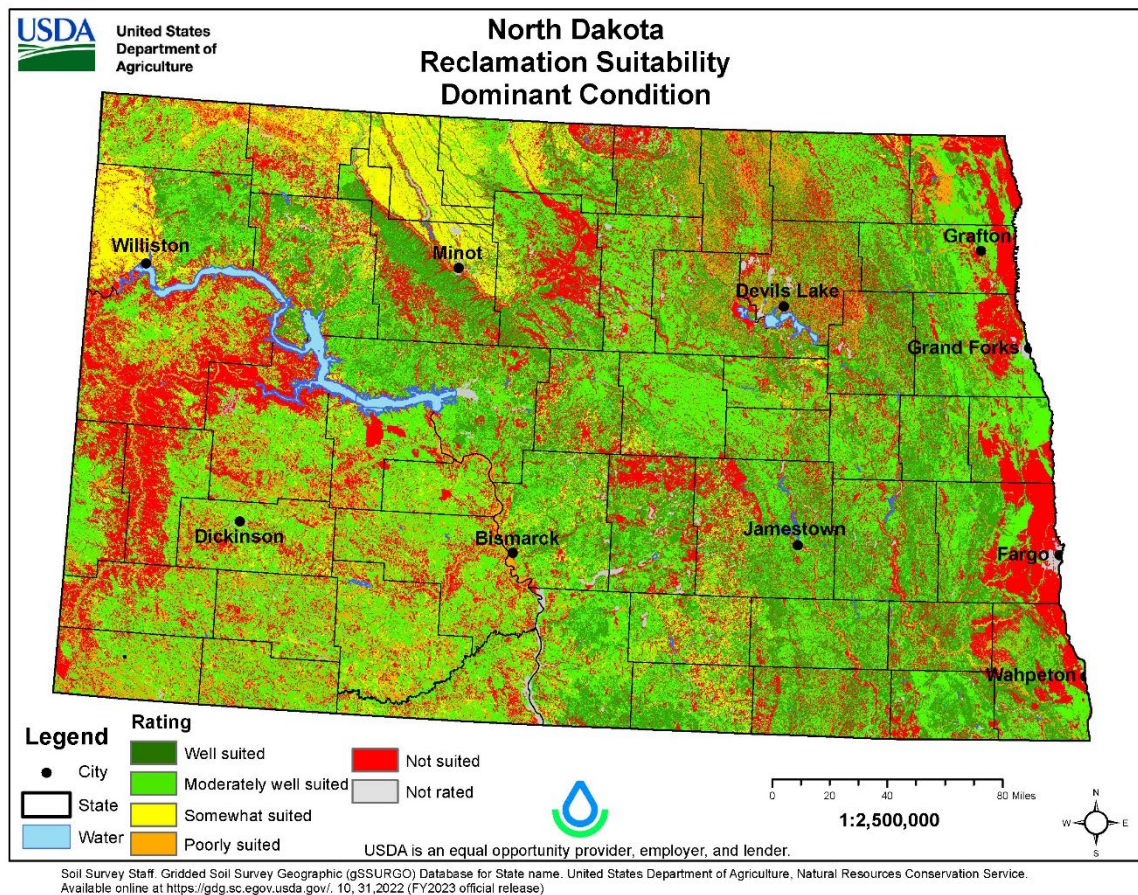 USDA
United States
Department of
Agriculture
North Dakota
Reclamation Suitability
Dominant Condition
Williston
Minot
Grafton
Devils Lake
Grand Forks
Dickinson
Bismarck
Jamestown
Fargo
Wahpeton
Legend
City
State
Water
Rating
Well suited
Moderately well suited
Somewhat suited
Poorly suited
Not suited
Not rated
0 20 40 80 Miles
1:2,500,000
N
W E
S
USDA is an equal opportunity provider, employer, and lender.
Soil Survey Staff. Gridded Soil Survey Geographic (gSSURGO) Database for State name. United States Department of Agriculture, Natural Resources Conservation Service.
Available online at https://gdg.sc.egov.usda.gov/. 10, 31,2022 (FY2023 official release)